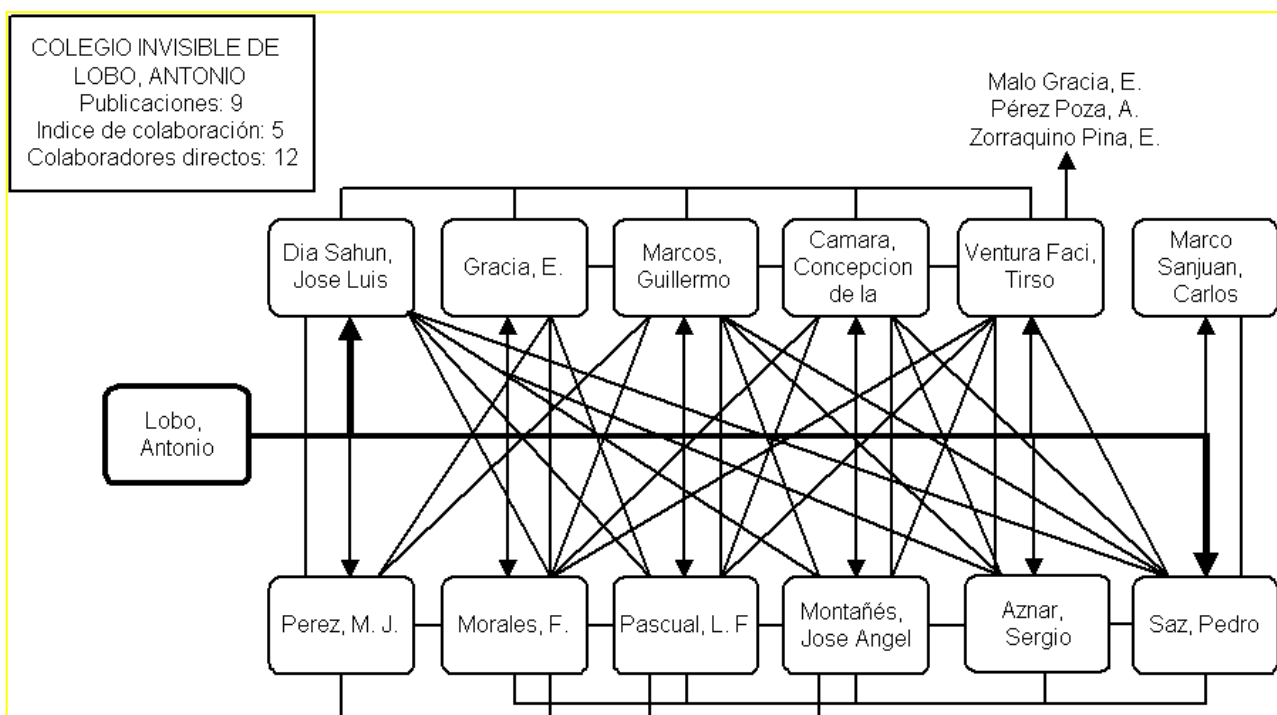 COLEGIO INVISIBLE DE
LOBO, ANTONIO
Publicaciones: 9
Indice de colaboración: 5
Colaboradores directos: 12
Malo Gracia, E.
Pérez Poza, A.
Zorraquino Pina, E.
Dia Sahun,
Jose Luis
Gracia, E.
Marcos,
Guillermo
Camara,
Concepcion
de la
Ventura Faci,
Tirso
Marco
Sanjuan,
Carlos
Lobo,
Antonio
Perez, M. J.
Morales, F.
Pascual, L. F
Montañés,
Jose Angel
Aznar,
Sergio
Saz, Pedro